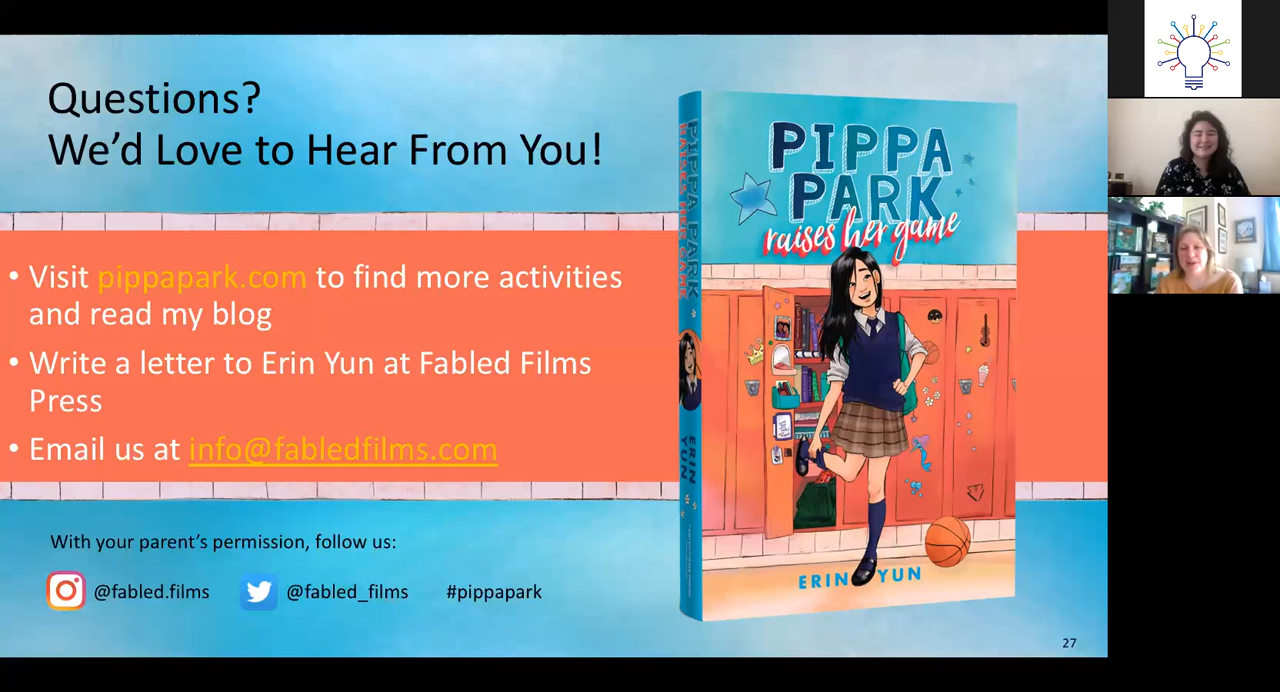 Questions?
We'd Love to Hear From You!
• Visit pippapark.com to find more activities
and read my blog
• Write a letter to Erin Yun at Fabled Films
Press
• Email us at info@fabledfilms.com
With your parent's permission, follow us:
@fabled.films @fabled_films #pippapark
PIPPA PARK
RAISES HER GAME
ERIN
YUN
PIPPA
PARK
raises her game
ERIN YUN
27